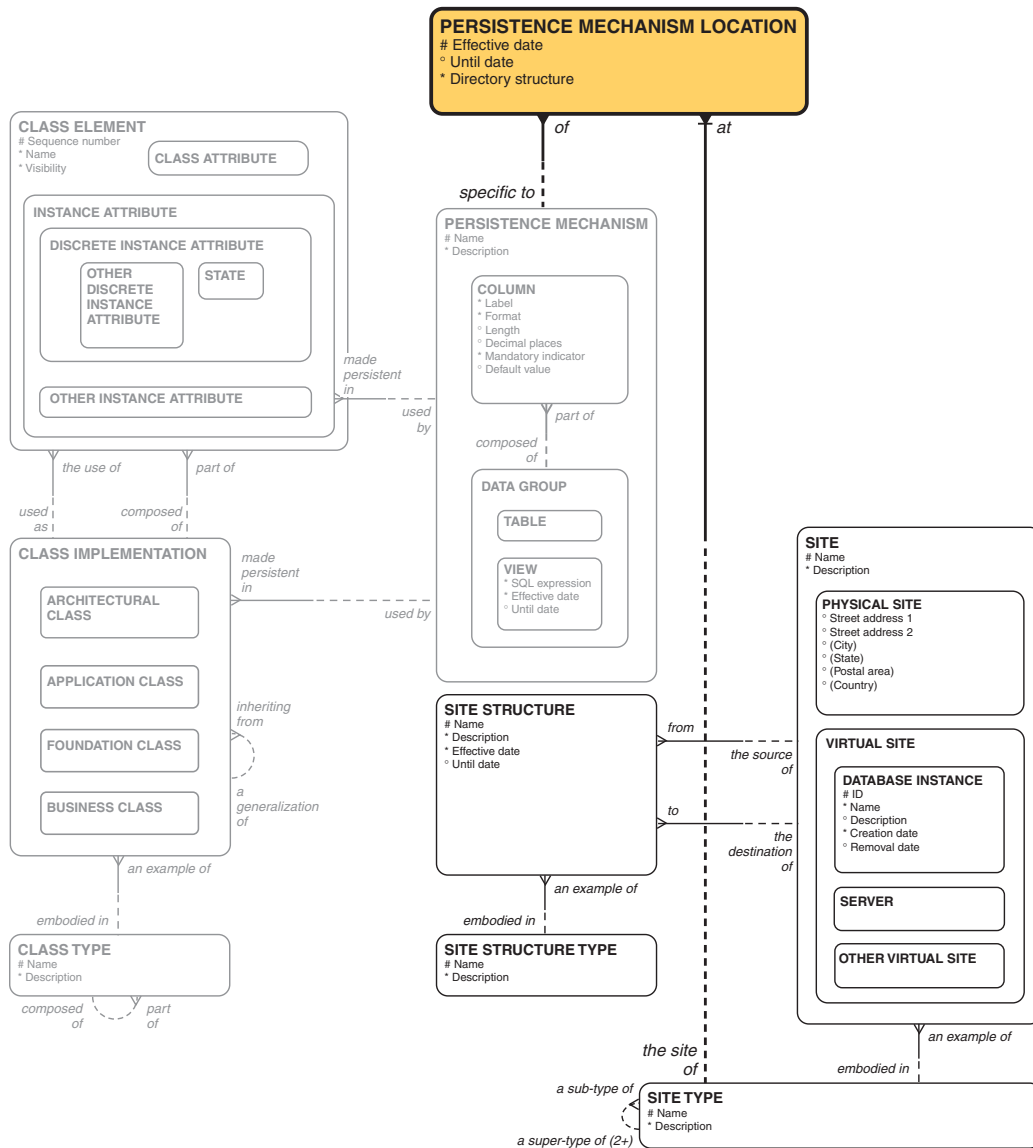 PERSISTENCE MECHANISM LOCATION
# Effective date
° Until date
* Directory structure
of
at
specific to
CLASS ELEMENT
# Sequence number
* Name
* Visibility
CLASS ATTRIBUTE
INSTANCE ATTRIBUTE
DISCRETE INSTANCE ATTRIBUTE
OTHER
DISCRETE
INSTANCE
ATTRIBUTE
STATE
OTHER INSTANCE ATTRIBUTE
made
persistent
in
used
by
PERSISTENCE MECHANISM
# Name
* Description
COLUMN
* Label
* Format
° Length
° Decimal places
* Mandatory indicator
° Default value
part of
composed
of
DATA GROUP
TABLE
VIEW
* SQL expression
* Effective date
° Until date
the use of
part of
used
as
composed
of
CLASS IMPLEMENTATION
ARCHITECTURAL
CLASS
APPLICATION CLASS
FOUNDATION CLASS
BUSINESS CLASS
made
persistent
in
used by
inheriting
from
a
generalization
of
an example of
embodied in
CLASS TYPE
# Name
* Description
composed
of
part
of
SITE STRUCTURE
# Name
* Description
* Effective date
° Until date
from
the source
of
to
the
destination
of
an example of
embodied in
SITE STRUCTURE TYPE
# Name
* Description
SITE
# Name
* Description
PHYSICAL SITE
° Street address 1
° Street address 2
° (City)
° (State)
° (Postal area)
° (Country)
VIRTUAL SITE
DATABASE INSTANCE
# ID
* Name
° Description
* Creation date
° Removal date
SERVER
OTHER VIRTUAL SITE
an example of
embodied in
the site
of
a sub-type of
a super-type of (2+)
SITE TYPE
# Name
* Description